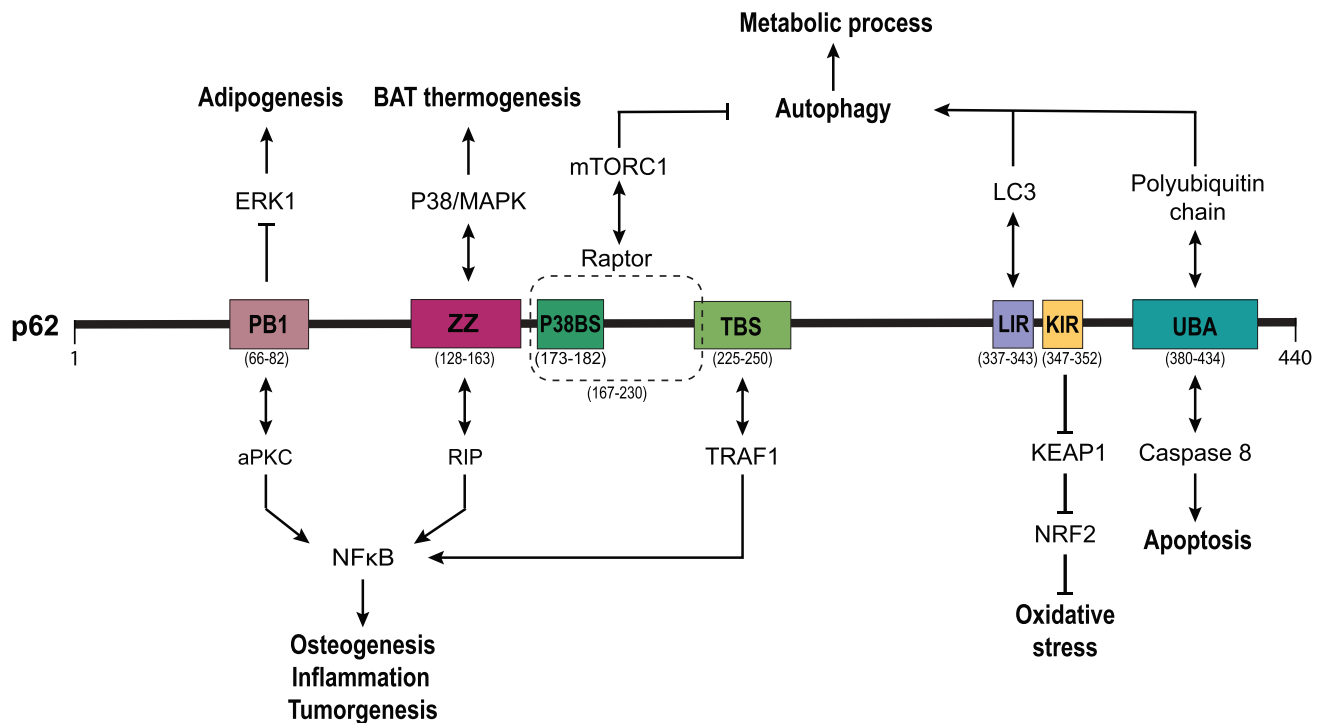 Metabolic process
Adipogenesis
BAT thermogenesis
Autophagy
mTORC1
ERK1
P38/MAPK
LC3
Polyubiquitin
chain
Raptor
p62
PB1
ZZ
P38BS
TBS
LIR
KIR
UBA
1
(66-82)
(128-163)
(173-182)
(225-250)
(337-343)
(347-352)
(380-434)
440
(167-230)
aPKC
RIP
TRAF1
KEAP1
Caspase 8
NFκB
NRF2
Apoptosis
Osteogenesis
Inflammation
Tumorgenesis
Oxidative
stress